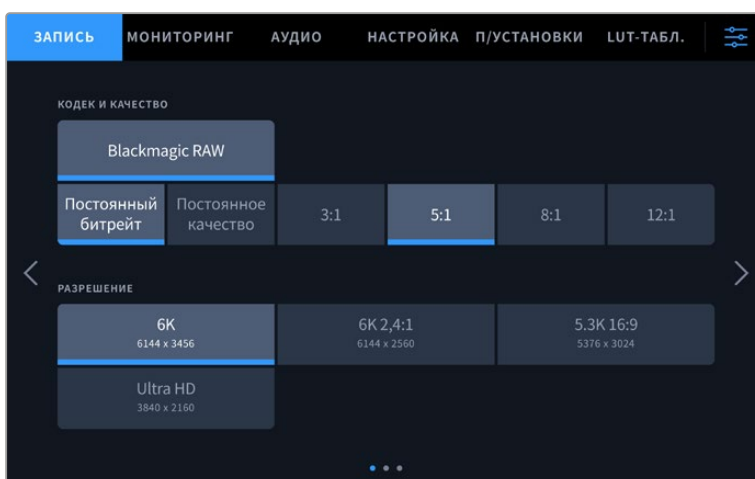 ЗАПИСЬ МОНИТОРИНГ АУДИО НАСТРОЙКА П/УСТАНОВКИ LUT-ТАБЛ.
КОДЕК И КАЧЕСТВО
Blackmagic RAW
Постоянный битрейт Постоянное качество 3:1 5:1 8:1 12:1
РАЗРЕШЕНИЕ
6K 6K 2,4:1 5.3K 16:9
6144 x 3456 6144 x 2560 5376 x 3024
Ultra HD
3840 x 2160